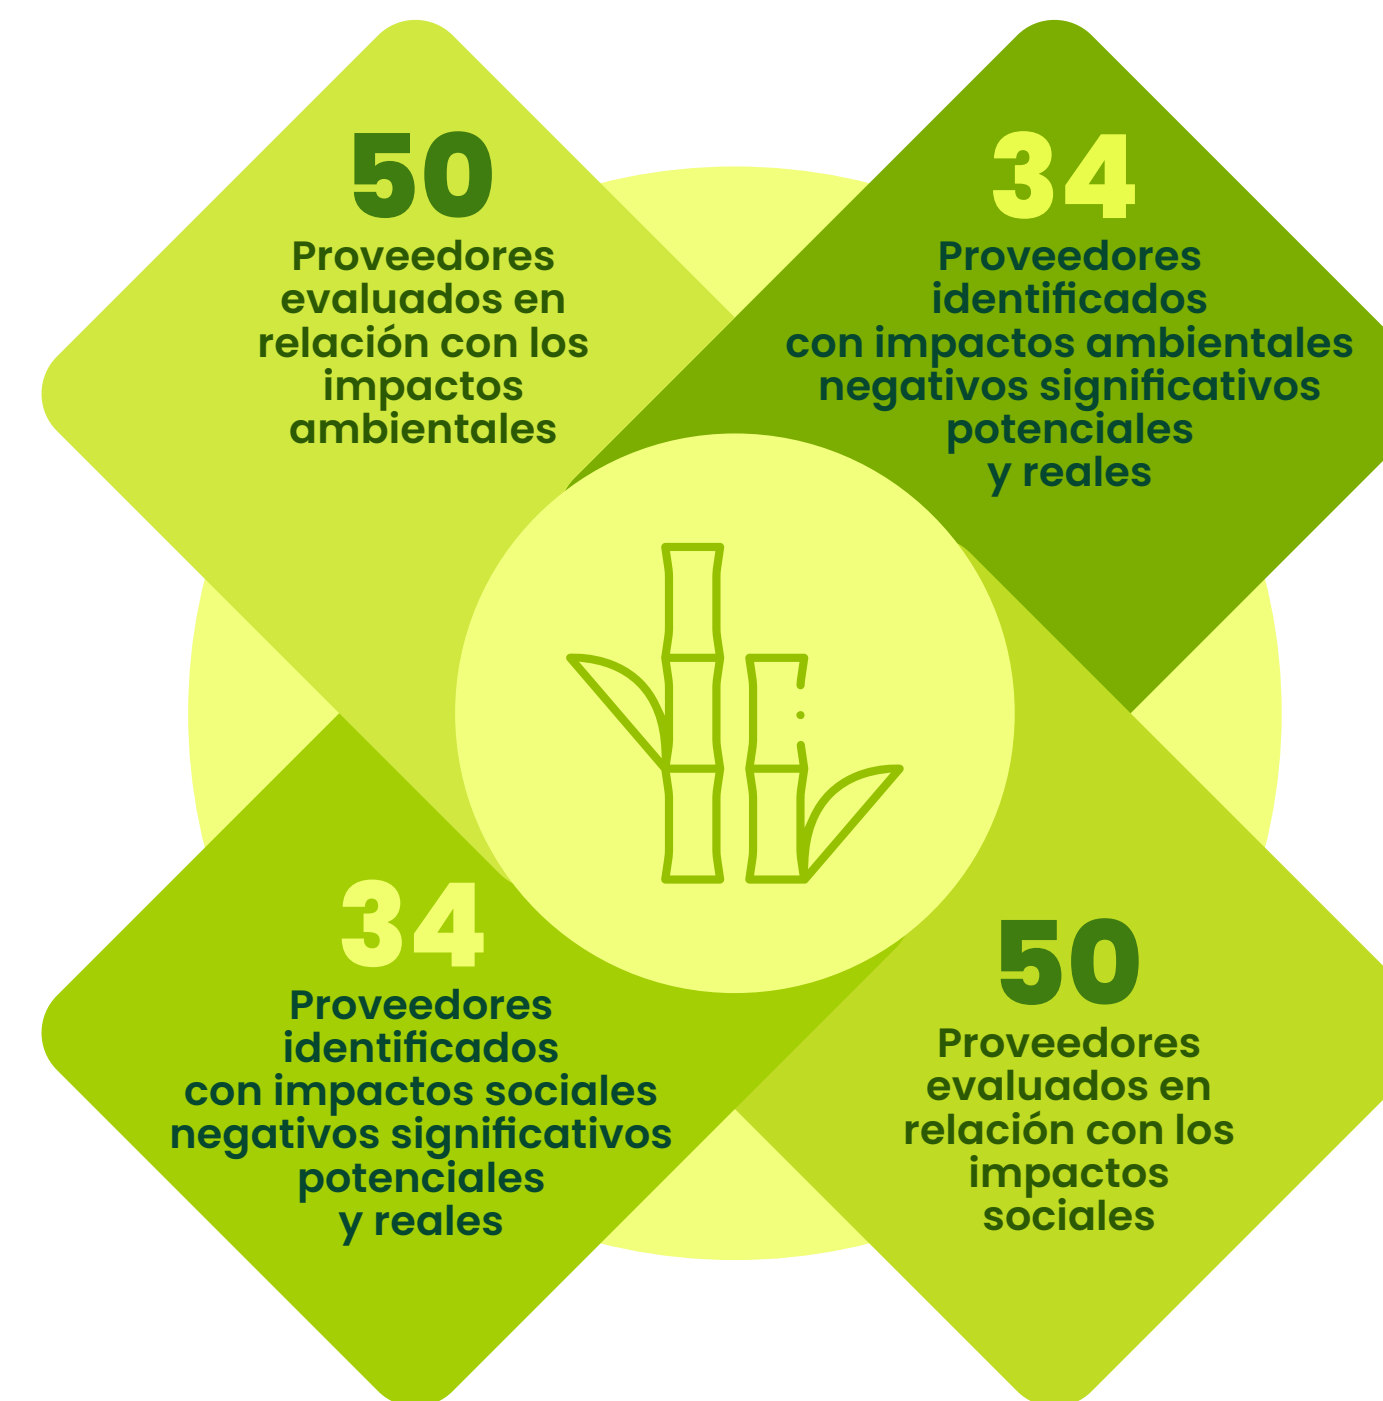 50
Proveedores
evaluados en
relación con los
impactos
ambientales
34
Proveedores
identificados
con impactos ambientales
negativos significativos
potenciales
y reales
34
Proveedores
identificados
con impactos sociales
negativos significativos
potenciales
y reales
50
Proveedores
evaluados en
relación con los
impactos
sociales